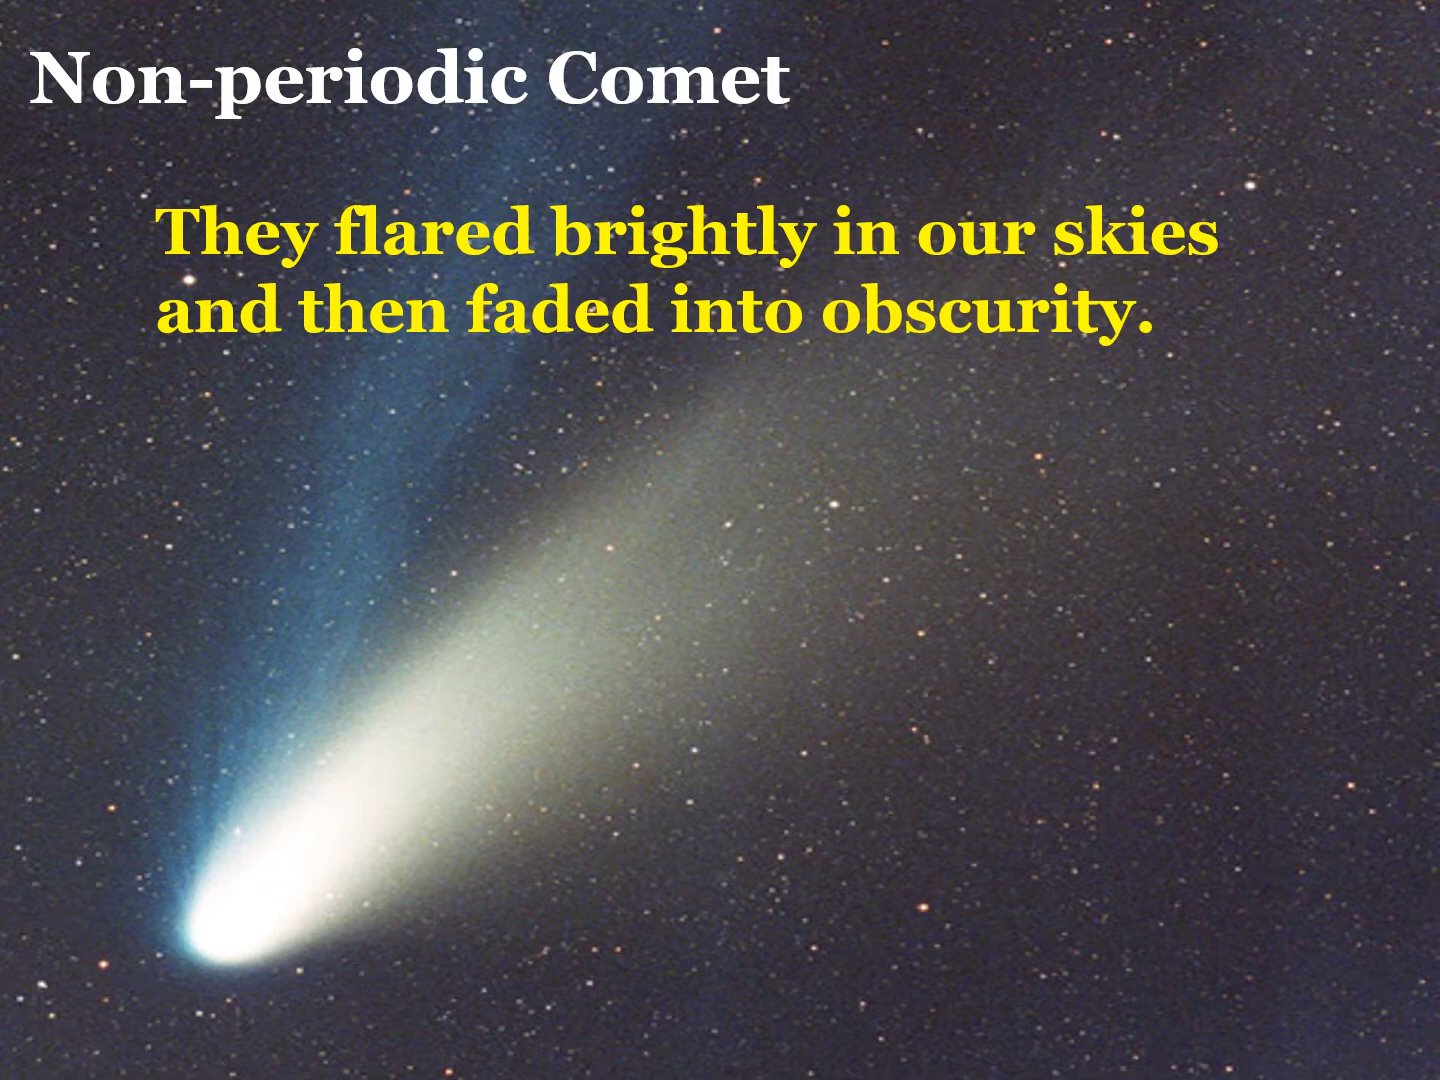 Non-periodic Comet
They flared brightly in our skies
and then faded into obscurity.